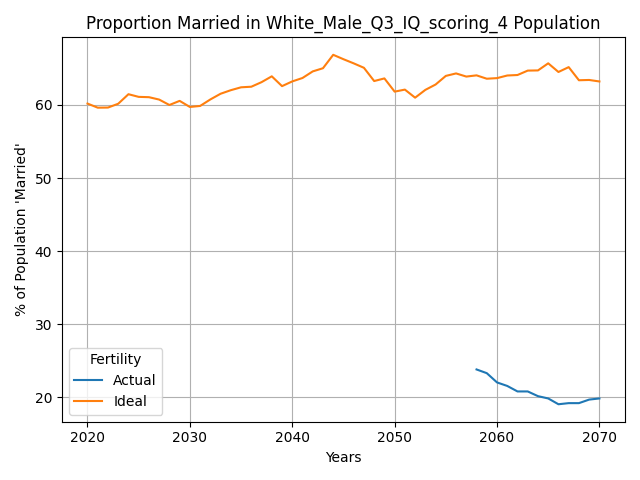 Proportion Married in White_Male_Q3_IQ_scoring_4 Population
% of Population 'Married'
60
50
40
30
20
Fertility
Actual
Ideal
2020 2030 2040 2050 2060 2070
Years